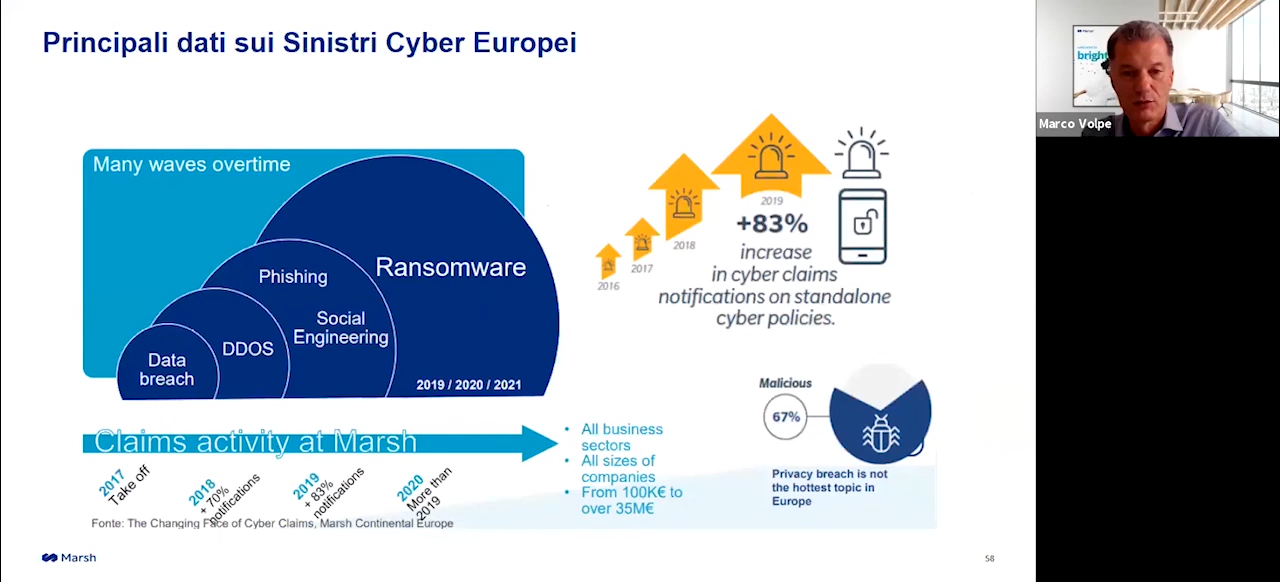 Principali dati sui Sinistri Cyber Europei
Marsh
bright
Marco Volpe
Many waves overtime
Ransomware
Phishing
Social
Engineering
DDOS
Data
breach
2019 / 2020 / 2021
2016
2017
2018
2019
+83%
increase
in cyber claims
notifications on standalone
cyber policies.
Malicious
67%
Privacy breach is not
the hottest topic in
Europe
Claims activity at Marsh
2017
Take off
2018
+ 70%
notifications
2019
+ 83%
notifications
2020
More than
2019
• All business
sectors
• All sizes of
companies
• From 100K€ to
over 35M€
Fonte: The Changing Face of Cyber Claims, Marsh Continental Europe
Marsh
58